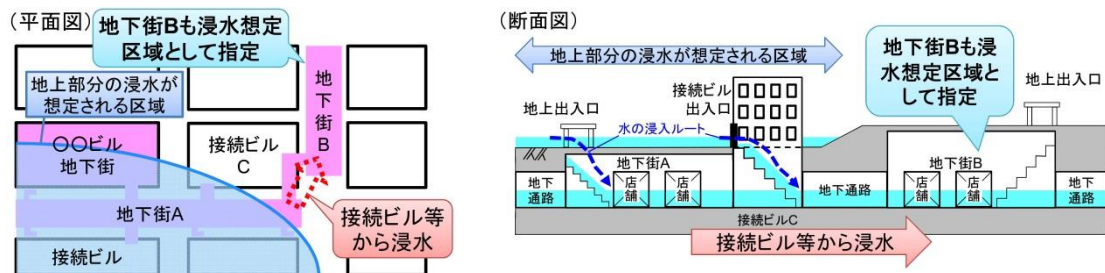 （平面図）
地下街Bも浸水想定
区域として指定
地上部分の浸水が
想定される区域
〇〇ビル
地下街
接続ビル
C
地下街B
地下街A
接続ビル
接続ビル等
から浸水
（断面図）
地上部分の浸水が想定される区域
地下街Bも浸
水想定区域と
して指定
接続ビル
出入口
地上出入口
地上出入口
水の浸入ルート
地下街A
地下街B
地下
通路
店舗
店舗
地下通路
店舗
店舗
地下
通路
接続ビルC
接続ビル等から浸水